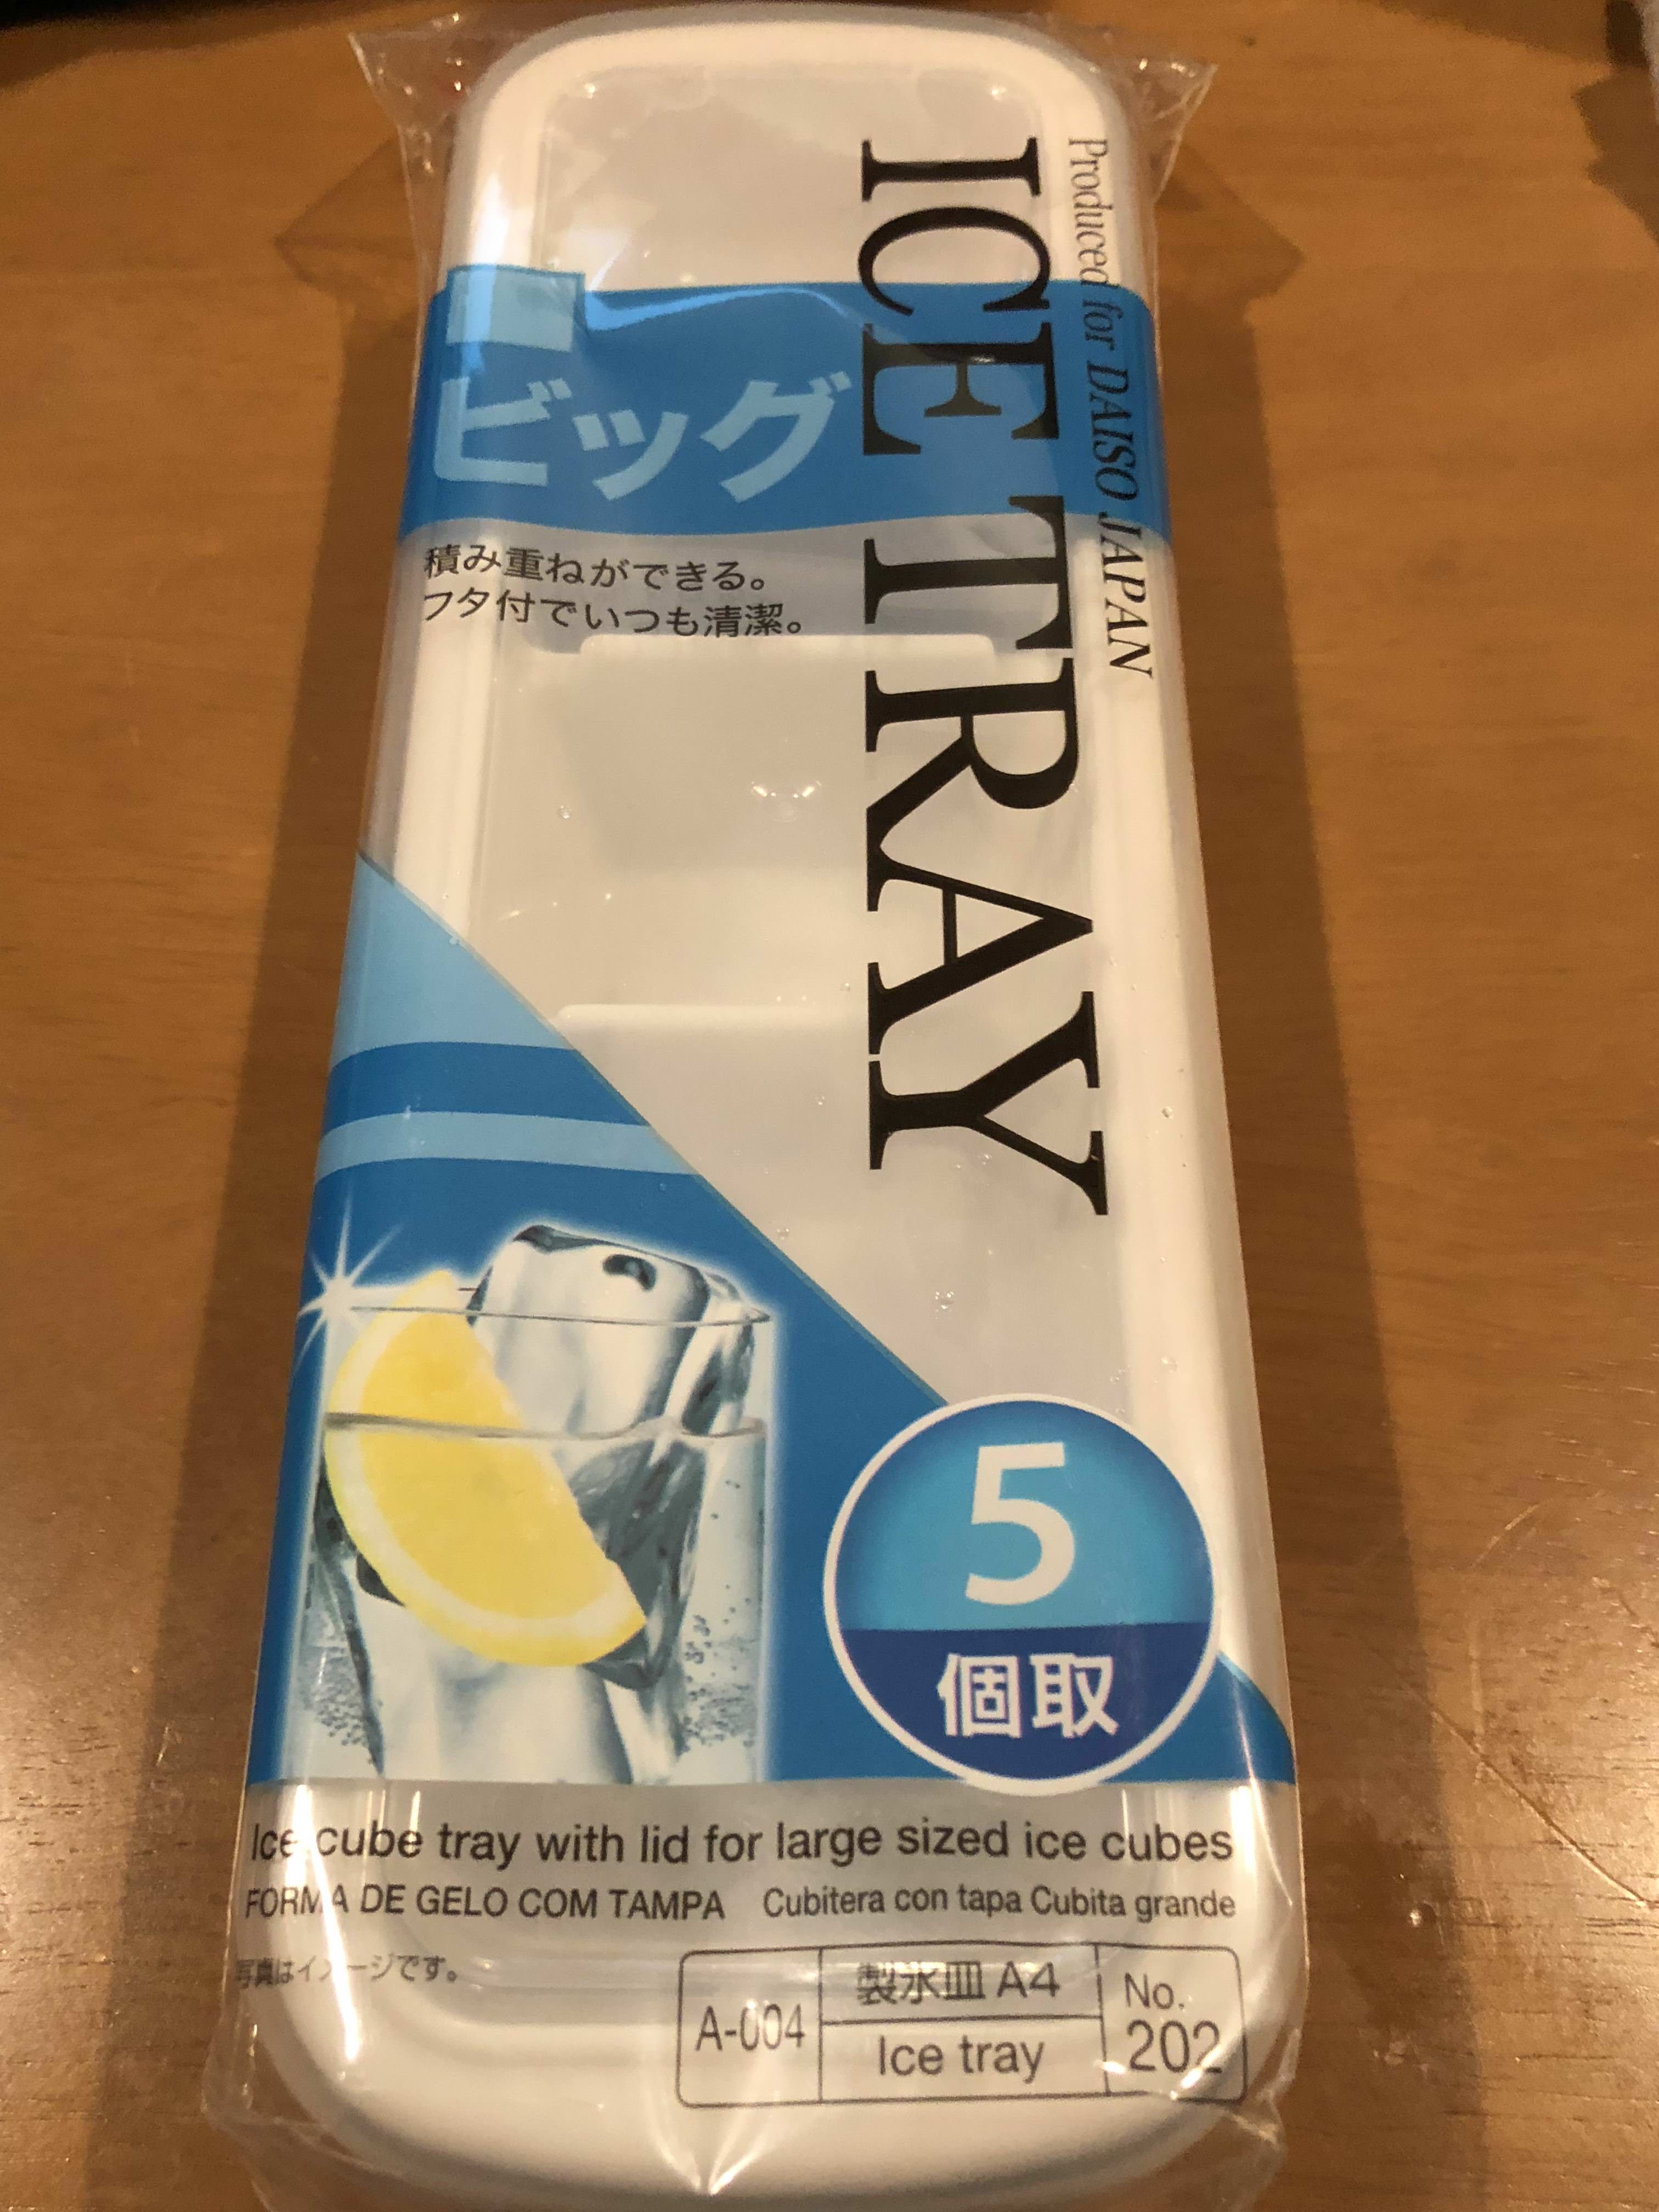 Produced for DAISO JAPAN
ICE TRAY
ビッグ
積み重ねができる。
フタ付でいつも清潔。
5
個取
Ice cube tray with lid for large sized ice cubes
FORMA DE GELO COM TAMPA Cubitera con tapa Cubita grande
写真はイメージです。
A-004
製氷皿 A4
Ice tray
No.
202